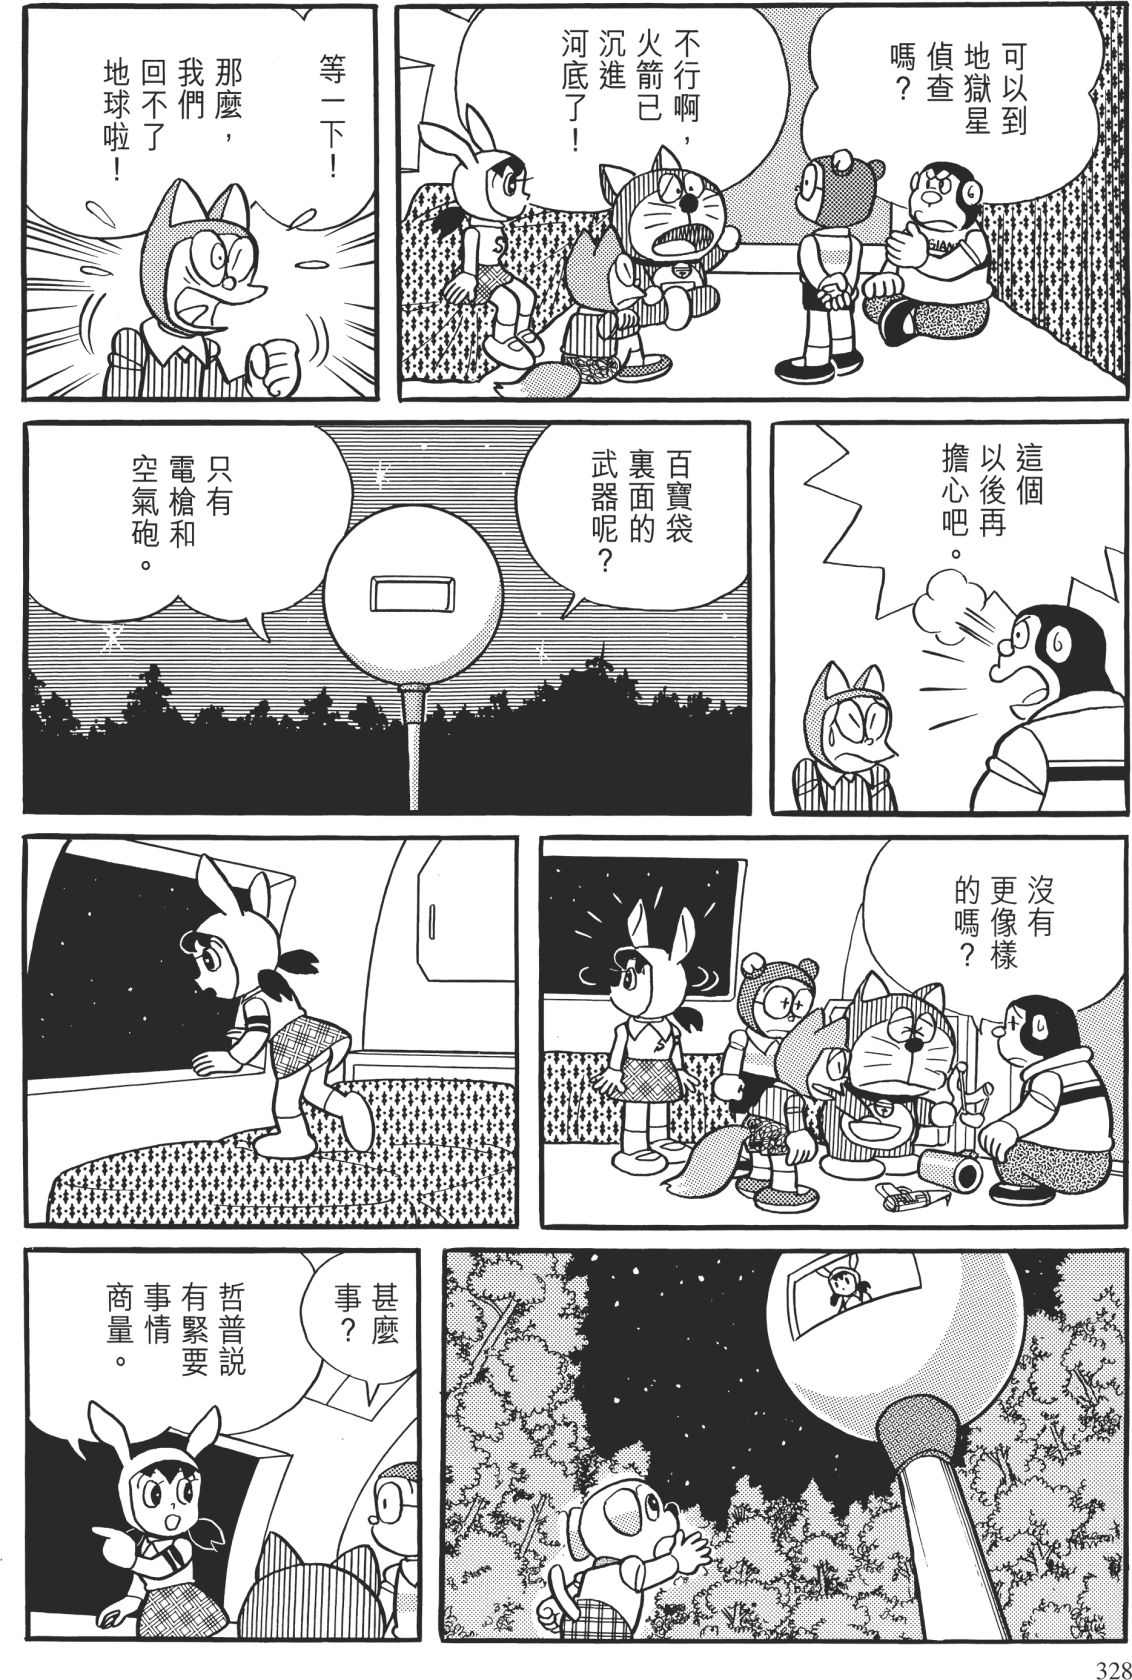 可以到
地獄星
偵查
嗎？
GIAN
不行啊，
火箭已
沉進
河底了！
等一下！
那麼，
我們
回不了
地球啦！
這個
以後再
擔心吧。
百寶袋
裏面的
武器呢？
只有
電槍和
空氣砲。
沒有
更像樣
的嗎？
甚麼
事？
哲普説
有緊要
事情
商量。
328